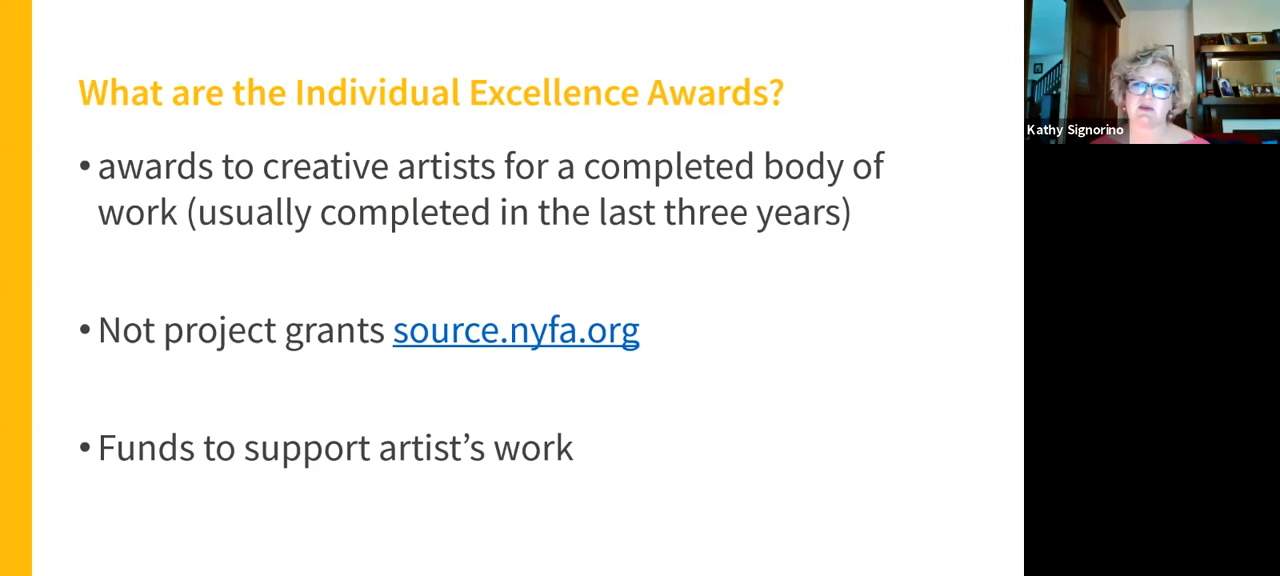 What are the Individual Excellence Awards?
• awards to creative artists for a completed body of
work (usually completed in the last three years)
• Not project grants source.nyfa.org
• Funds to support artist’s work
Kathy Signorino